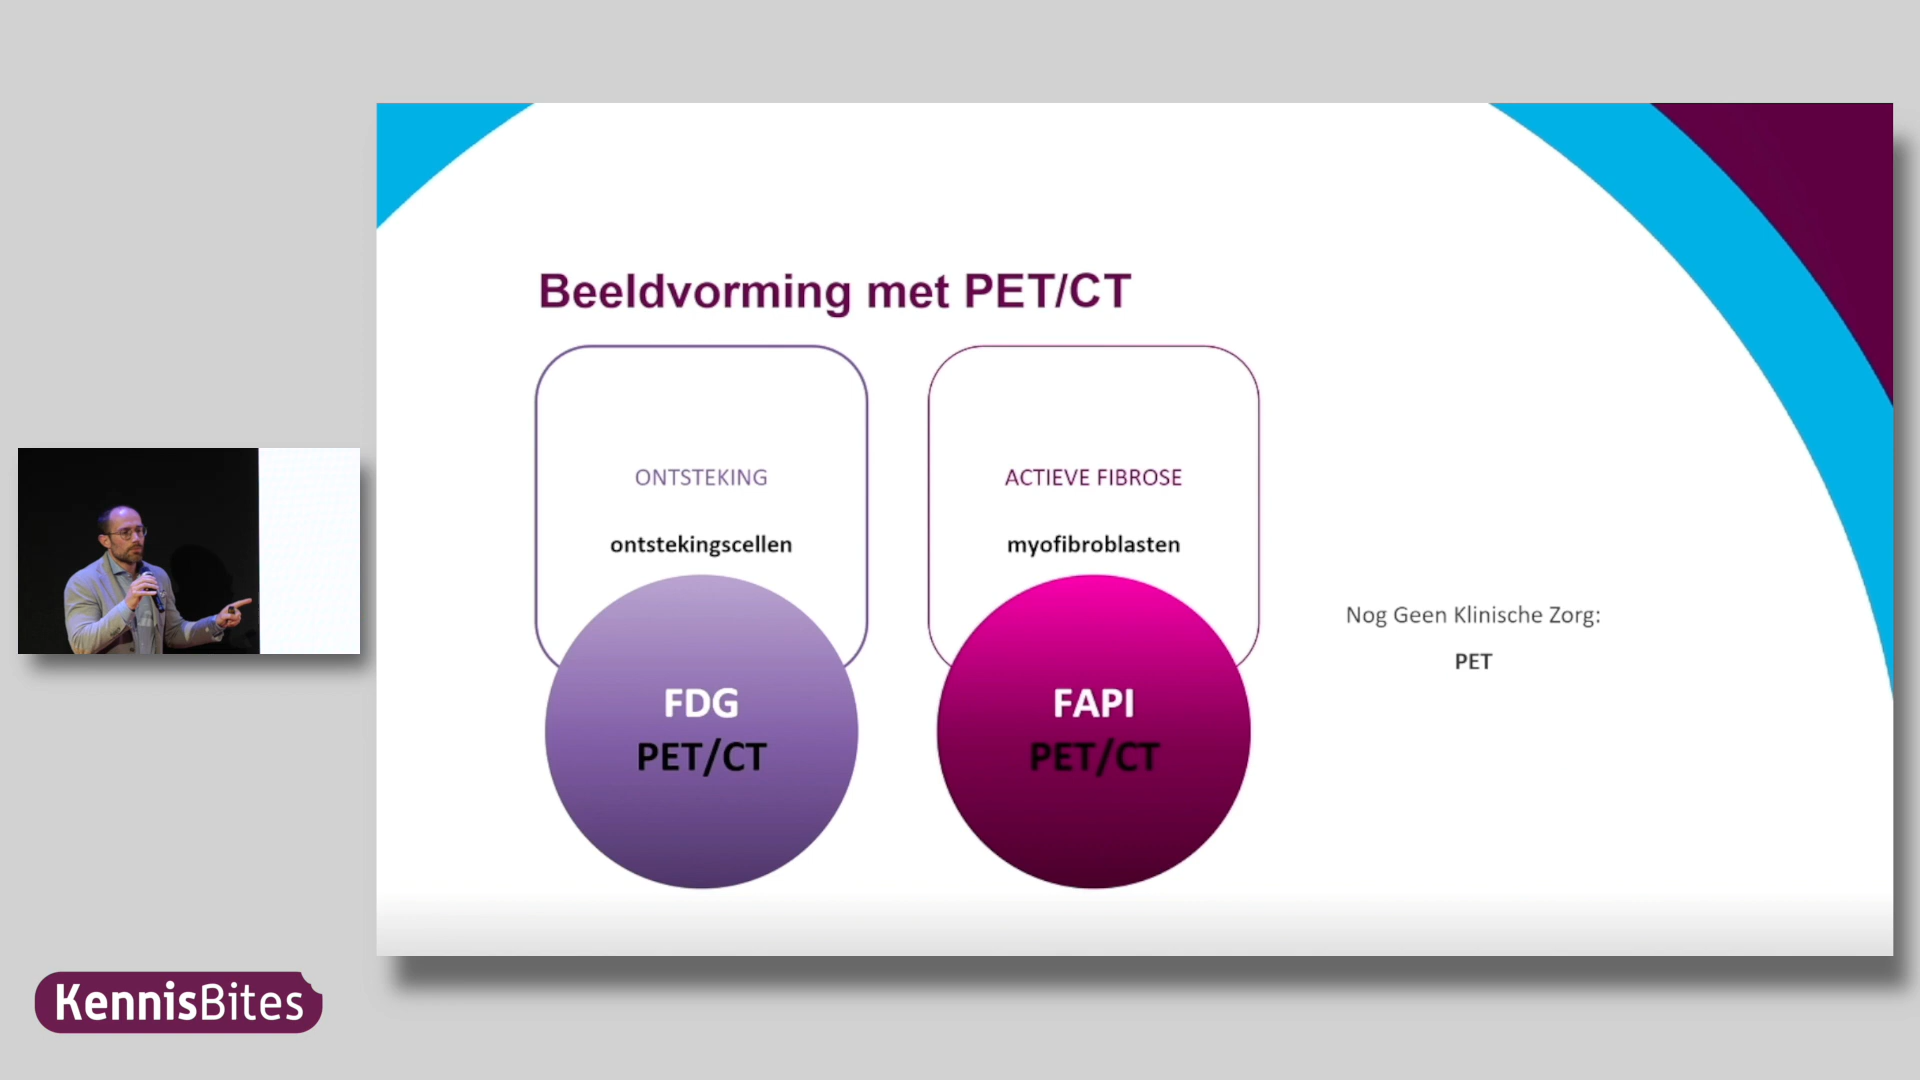 Beeldvorming met PET/CT
ONTSTEKING
ontstekingscellen
FDG
PET/CT
ACTIEVE FIBROSE
myofibroblasten
FAPI
PET/CT
Nog Geen Klinische Zorg:
PET
KennisBites